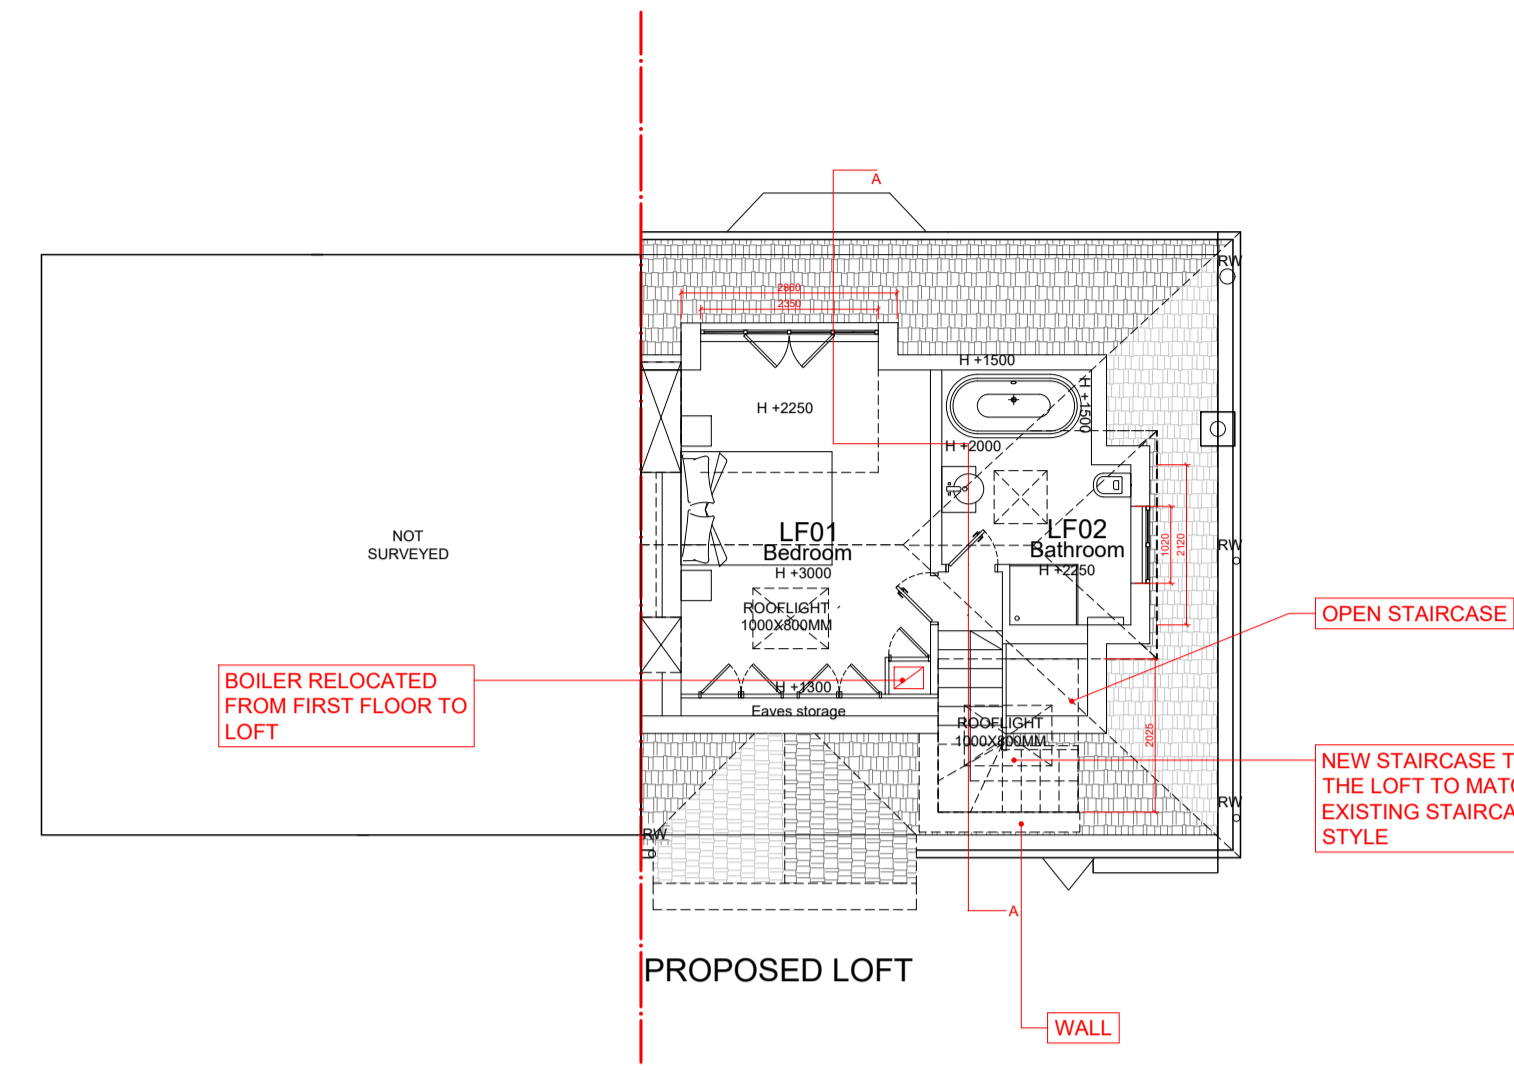 A
RW
2860
2350
H +1500
H +1500
H +2250
H +2000
NOT
SURVEYED
LF01
Bedroom
H +3000
LF02
Bathroom
H +2250
1020
2120
RW
ROOFLIGHT
1000X800MM
OPEN STAIRCASE
BOILER RELOCATED
FROM FIRST FLOOR TO
LOFT
H +1300
Eaves storage
ROOFLIGHT
1000X800MM
2025
NEW STAIRCASE T
THE LOFT TO MATC
EXISTING STAIRCA
STYLE
RW
RW
A
PROPOSED LOFT
WALL